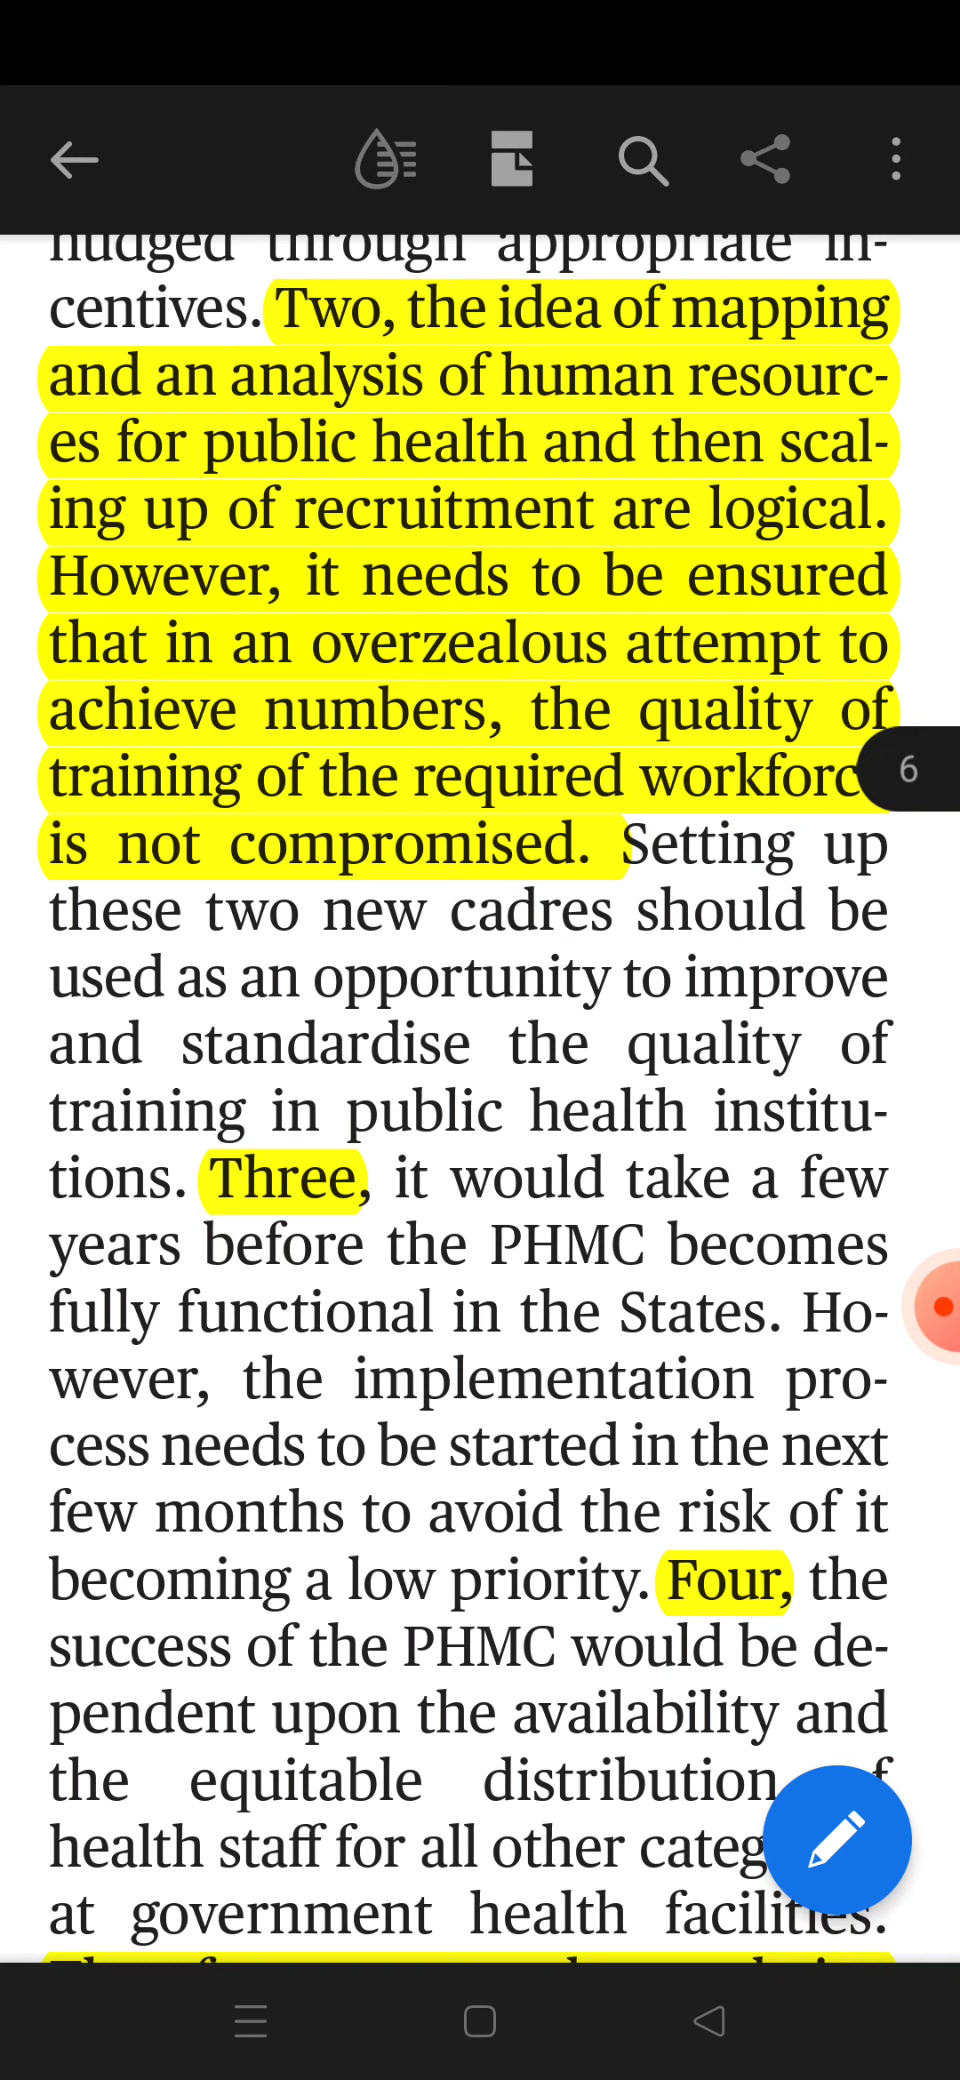 nudged through appropriate in-
centives. Two, the idea of mapping
and an analysis of human resourc-
es for public health and then scal-
ing up of recruitment are logical.
However, it needs to be ensured
that in an overzealous attempt to
achieve numbers, the quality of
training of the required workforc
is not compromised. Setting up
these two new cadres should be
used as an opportunity to improve
and standardise the quality of
training in public health institu-
tions. Three, it would take a few
years before the PHMC becomes
fully functional in the States. Ho-
wever, the implementation pro-
cess needs to be started in the next
few months to avoid the risk of it
becoming a low priority. Four, the
success of the PHMC would be de-
pendent upon the availability and
the equitable distribution
health staff for all other categ
at government health facilities.
6